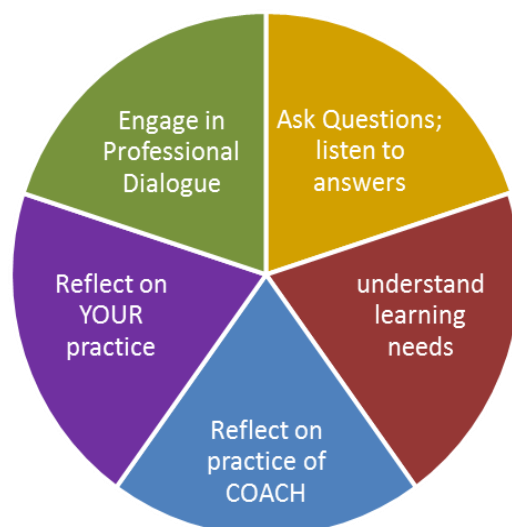 Ask Questions;
listen to
answers
understand
learning
needs
Reflect on
practice of
COACH
Reflect on
YOUR
practice
Engage in
Professional
Dialogue